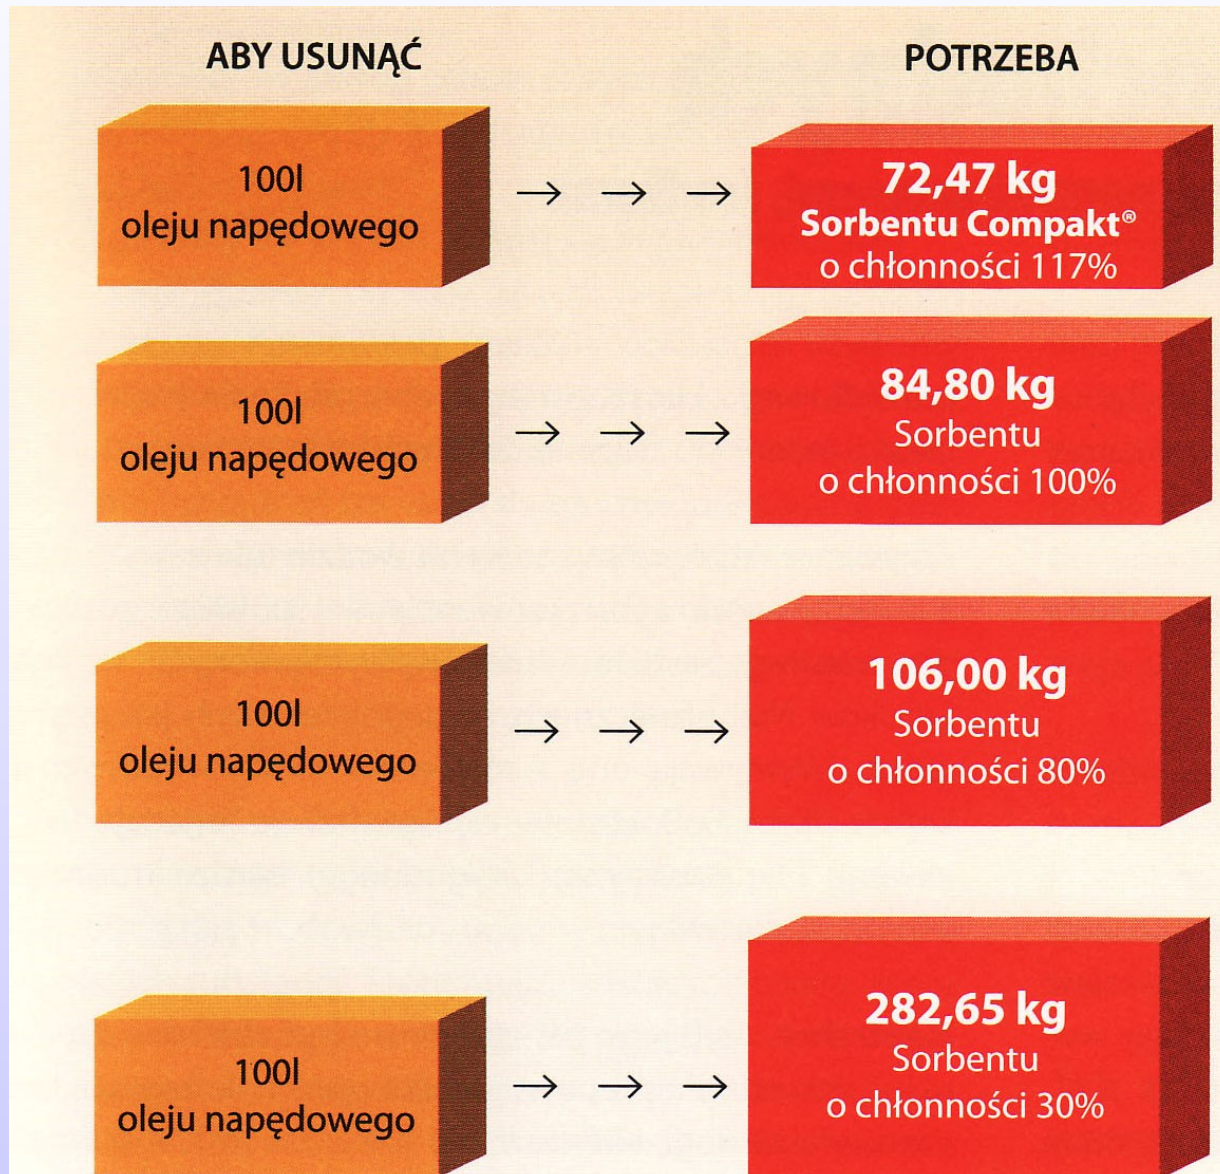 ABY USUNĄĆ
POTRZEBA
100l
oleju napędowego
→ → →
72,47 kg
Sorbentu Compakt®
o chłonności 117%
100l
oleju napędowego
→ → →
84,80 kg
Sorbentu
o chłonności 100%
100l
oleju napędowego
→ → →
106,00 kg
Sorbentu
o chłonności 80%
100l
oleju napędowego
→ → →
282,65 kg
Sorbentu
o chłonności 30%